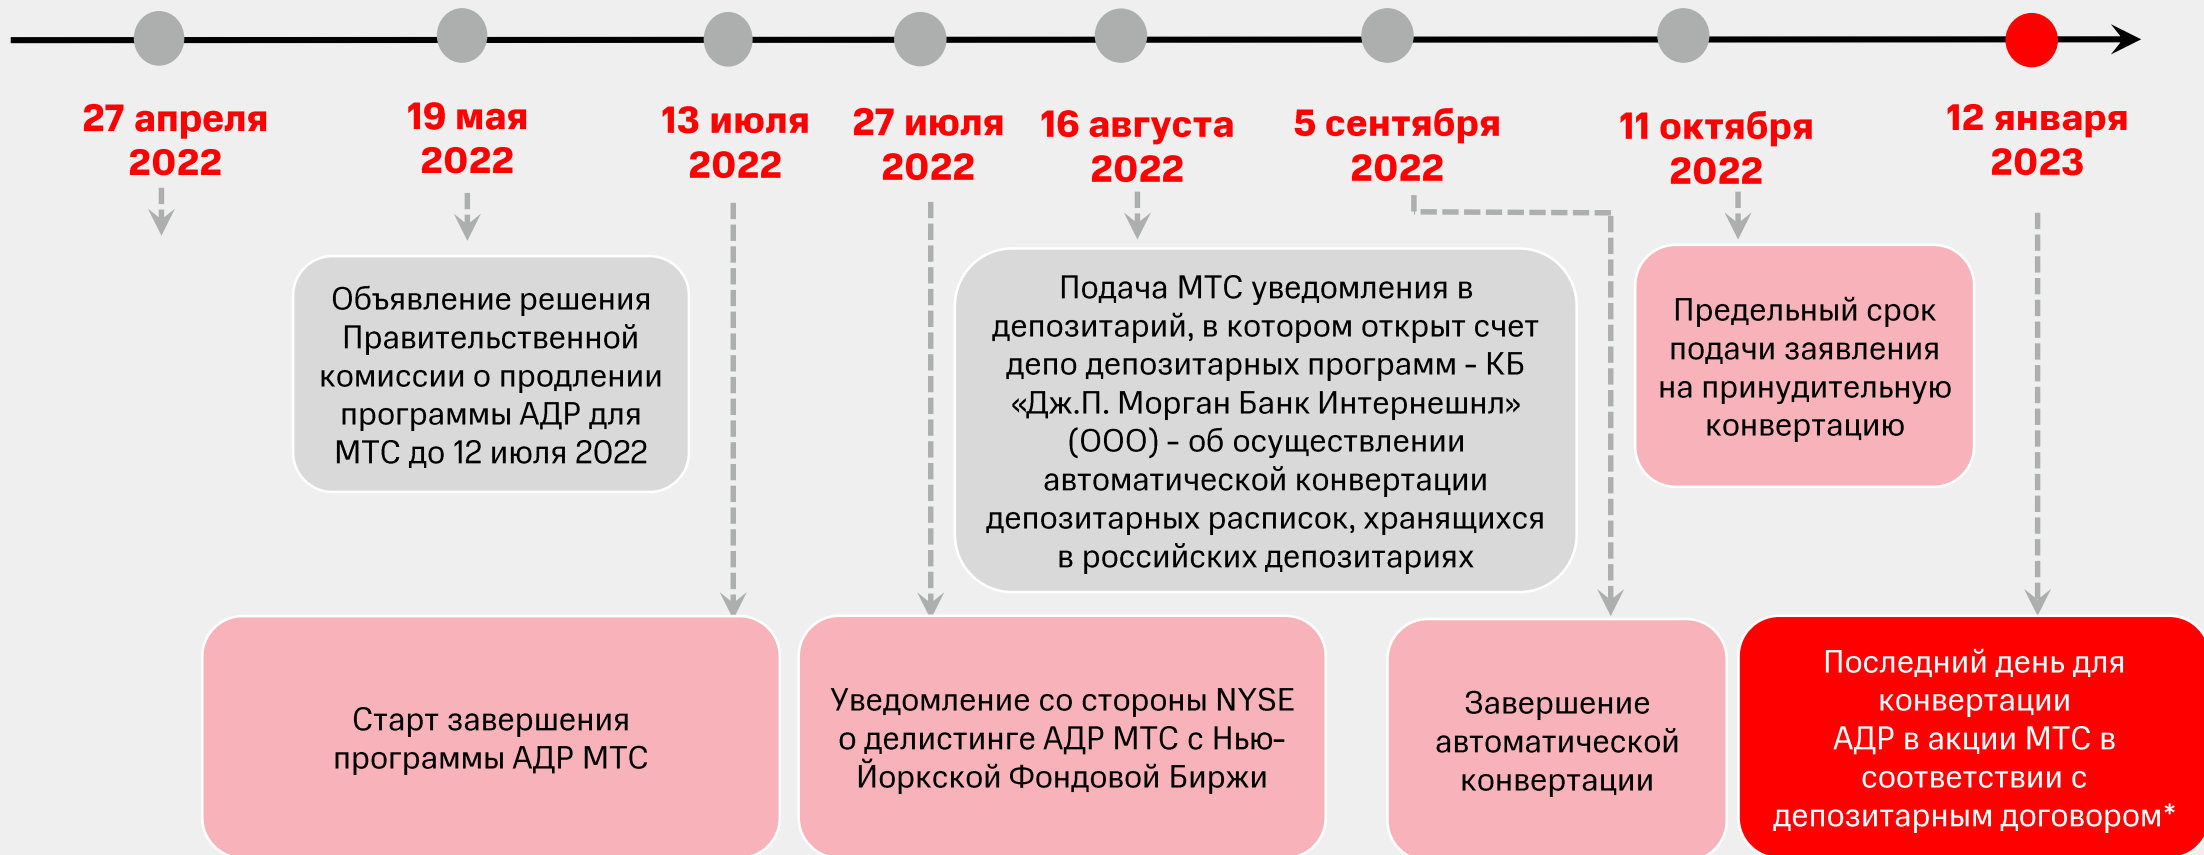 27 апреля
2022
19 мая
2022
13 июля
2022
27 июля
2022
16 августа
2022
5 сентября
2022
11 октября
2022
12 января
2023
Объявление решения
Правительственной
комиссии о продлении
программы АДР для
МТС до 12 июля 2022
Подача МТС уведомления в
депозитарий, в котором открыт счет
депо депозитарных программ - КБ
«Дж.П. Морган Банк Интернешнл»
(ООО) - об осуществлении
автоматической конвертации
депозитарных расписок, хранящихся
в российских депозитариях
Предельный срок
подачи заявления
на принудительную
конвертацию
Старт завершения
программы АДР МТС
Уведомление со стороны NYSE
о делистинге АДР МТС с Нью-
Йоркской Фондовой Биржи
Завершение
автоматической
конвертации
Последний день для
конвертации
АДР в акции МТС в
соответствии с
депозитарным договором*